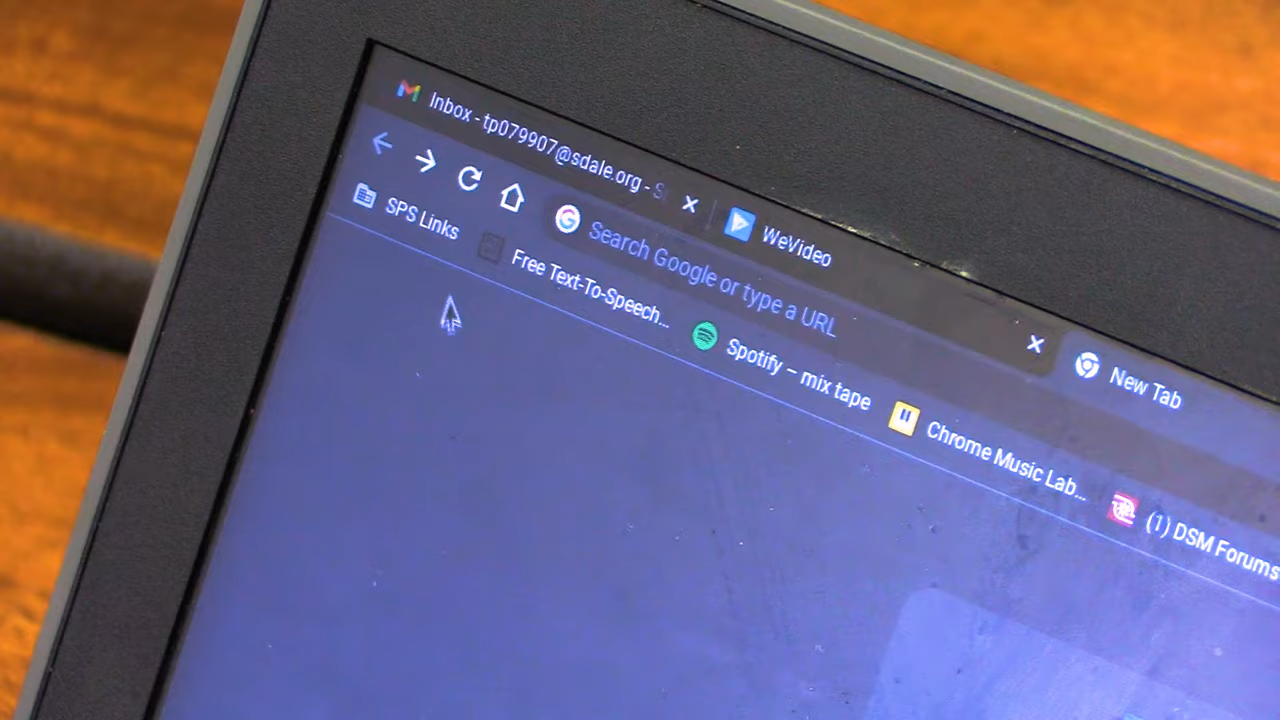 Inbox - tp079907@sdale.org - S
WeVideo
New Tab
Search Google or type a URL
SPS Links
Free Text-To-Speech...
Spotify – mix tape
Chrome Music Lab...
(1) DSM Forums